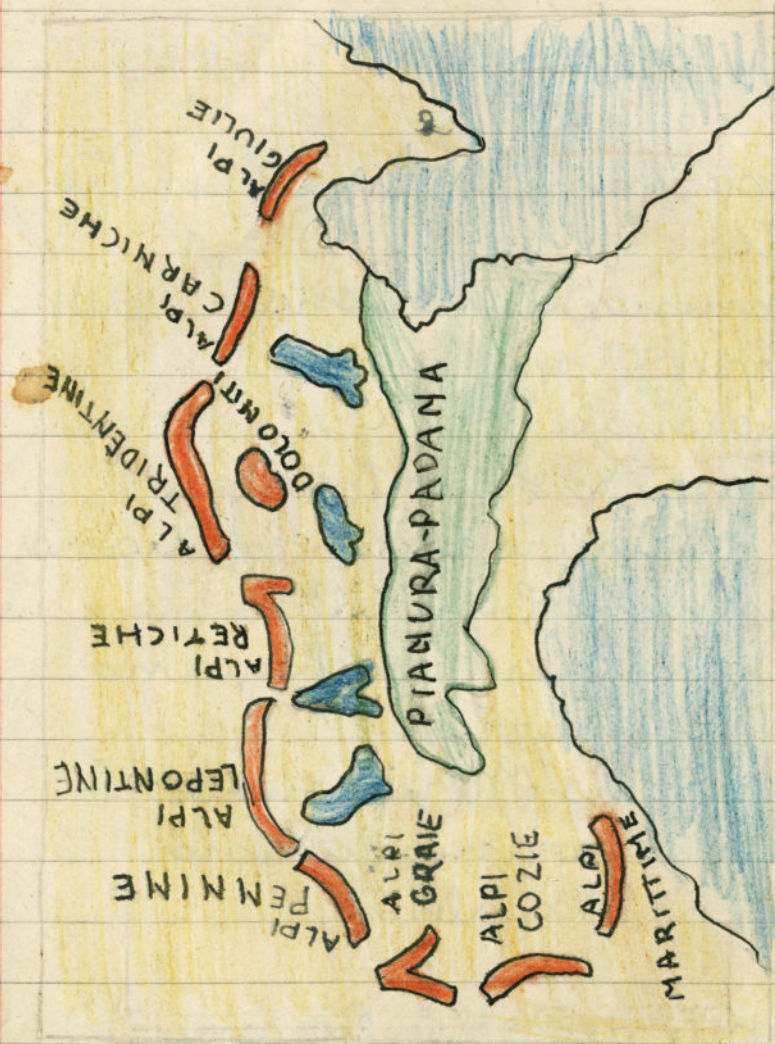 ALPI
GIULIE
ALPI
CARNICHE
ALPI
TRIDENTINE
DOLOMITI
ALPI
RETICHE
ALPI
LEPONTINE
ALPI
PENNINE
ALPI
GRAIE
ALPI
COZIE
ALPI
MARITTIME
PIANURA-PADANA